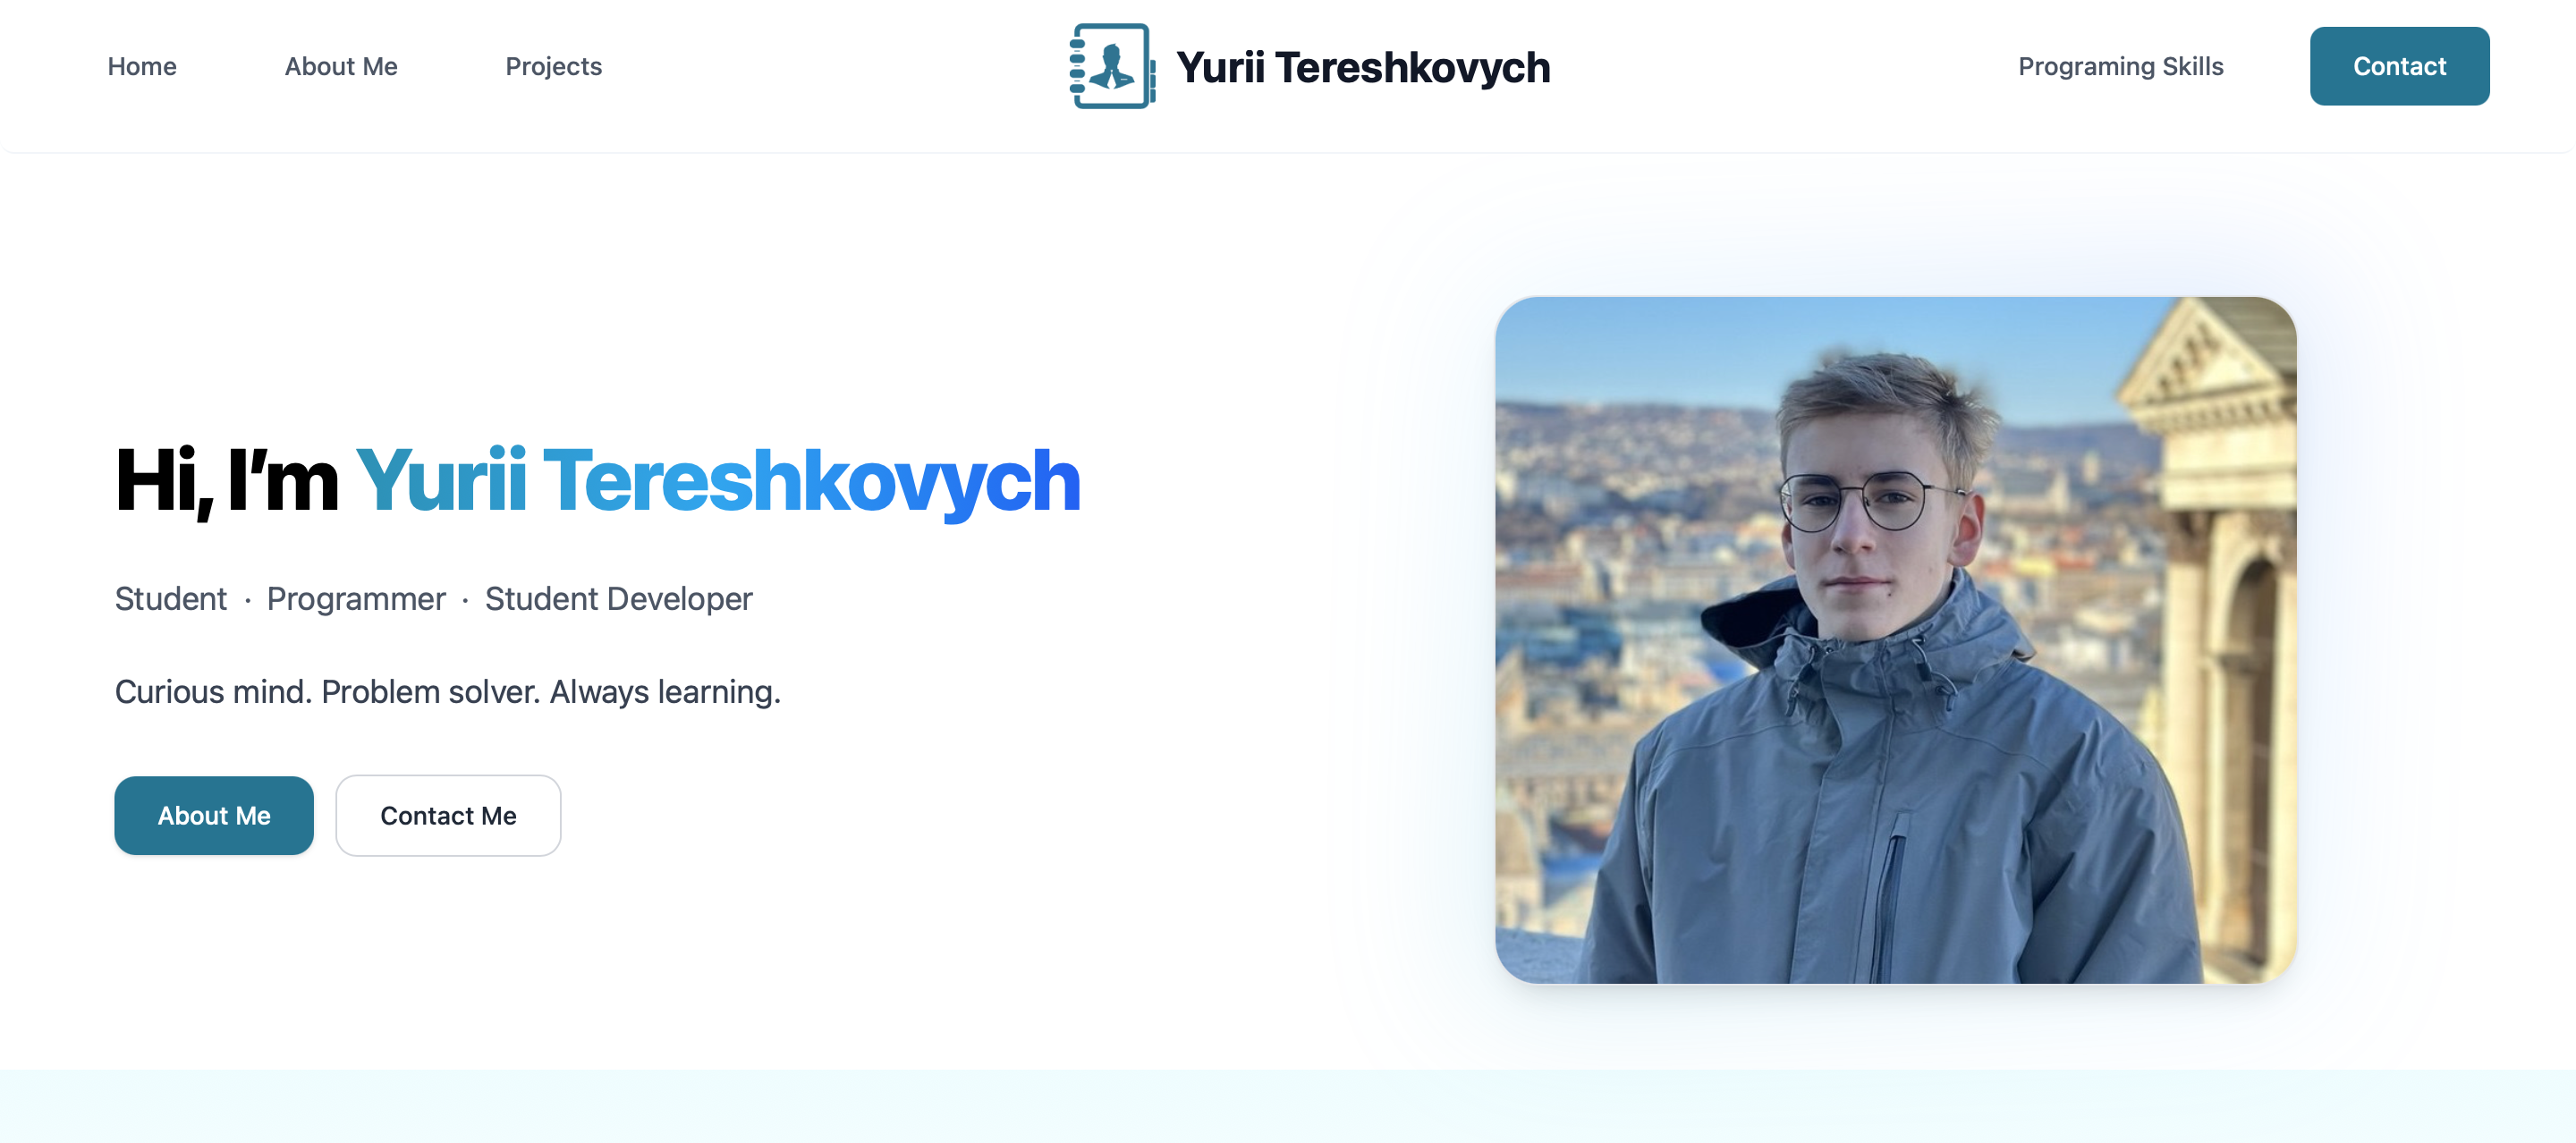 Home About Me Projects Yurii Tereshkovych Programing Skills Contact
Hi, I’m Yurii Tereshkovych
Student · Programmer · Student Developer
Curious mind. Problem solver. Always learning.
About Me Contact Me